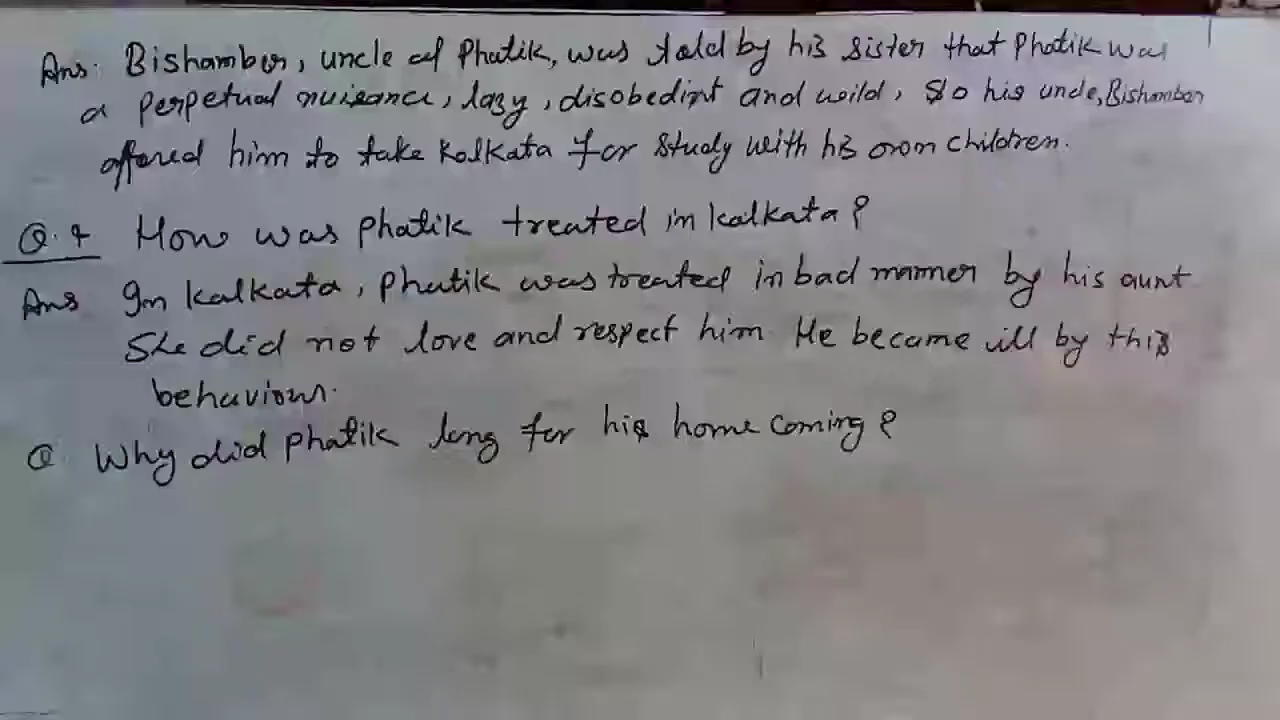 Ans. Bishamber, uncle of Phatik, was told by his sister that Phatik was
a perpetual nuisance, lazy, disobedint and wild, So his uncle, Bishamber
offered him to take Kolkata for study with his own children.
Q.4 How was phatik treated in kalkata?
Ans In kalkata, phatik was treated in bad manner by his aunt
She did not love and respect him. He became ill by this
behaviour.
Q. Why did phatik long for his home coming?